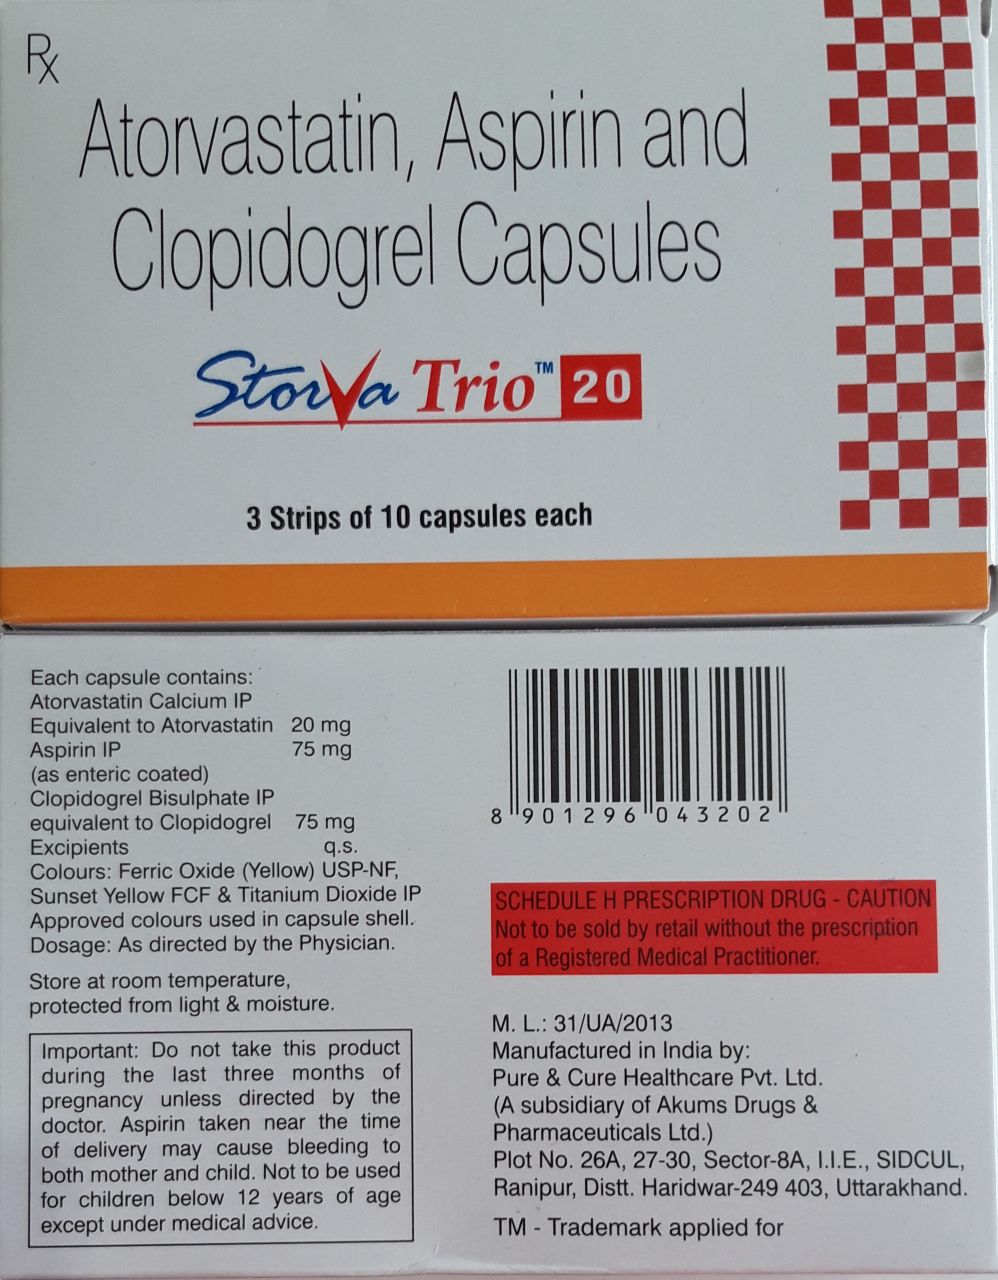 Rx
Atorvastatin, Aspirin and
Clopidogrel Capsules
Storva Trio™ 20
3 Strips of 10 capsules each
Each capsule contains:
Atorvastatin Calcium IP
Equivalent to Atorvastatin 20 mg
Aspirin IP 75 mg
(as enteric coated)
Clopidogrel Bisulphate IP
equivalent to Clopidogrel 75 mg
Excipients q.s.
Colours: Ferric Oxide (Yellow) USP-NF,
Sunset Yellow FCF & Titanium Dioxide IP
Approved colours used in capsule shell.
Dosage: As directed by the Physician.
Store at room temperature,
protected from light & moisture.
Important: Do not take this product
during the last three months of
pregnancy unless directed by the
doctor. Aspirin taken near the time
of delivery may cause bleeding to
both mother and child. Not to be used
for children below 12 years of age
except under medical advice.
8 901296 043202
SCHEDULE H PRESCRIPTION DRUG - CAUTION
Not to be sold by retail without the prescription
of a Registered Medical Practitioner.
M. L.: 31/UA/2013
Manufactured in India by:
Pure & Cure Healthcare Pvt. Ltd.
(A subsidiary of Akums Drugs &
Pharmaceuticals Ltd.)
Plot No. 26A, 27-30, Sector-8A, I.I.E., SIDCUL,
Ranipur, Distt. Haridwar-249 403, Uttarakhand.
TM - Trademark applied for